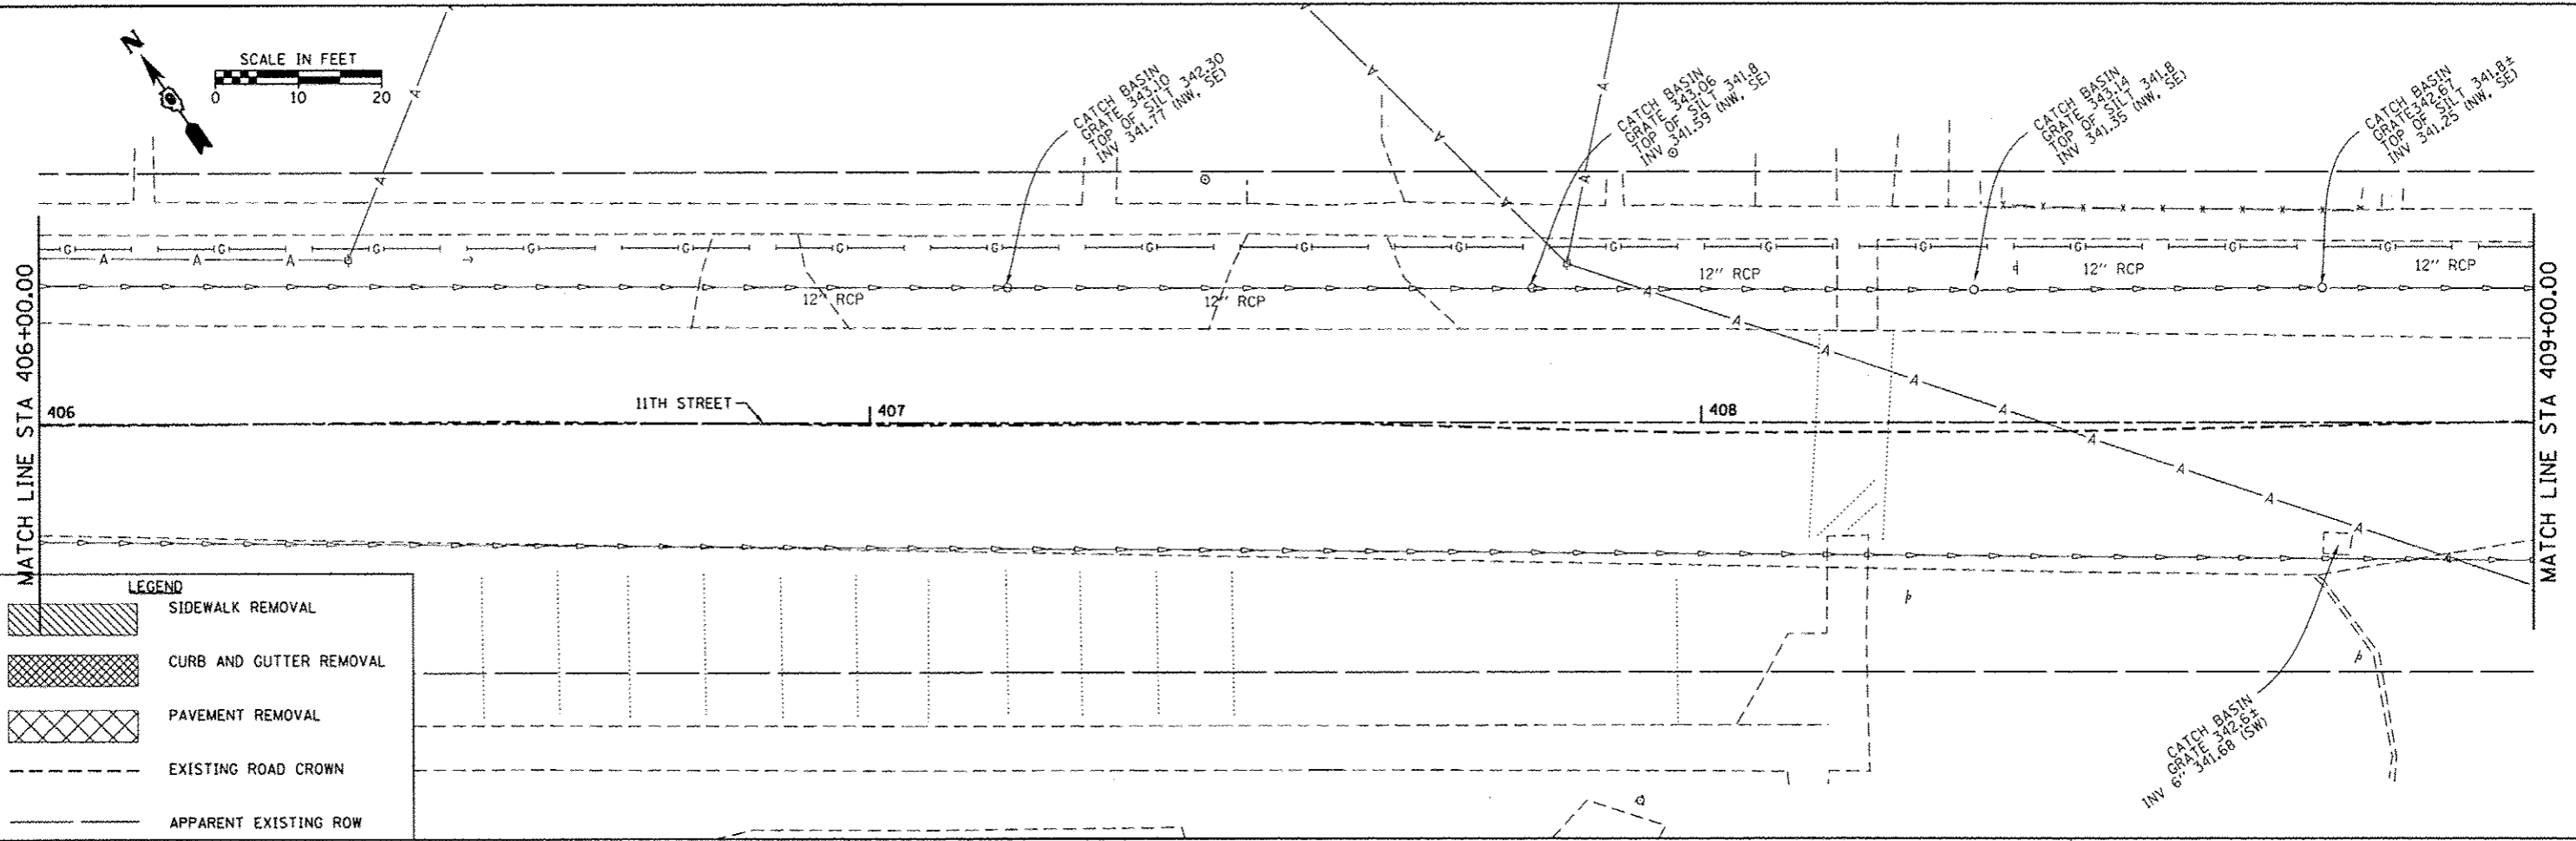 N
SCALE IN FEET
0 10 20
CATCH BASIN
GRATE 343.10
TOP OF SILT 342.30
INV 341.77 (NW, SE)
CATCH BASIN
GRATE 343.06
TOP OF SILT 341.8
INV 341.59 (NW, SE)
CATCH BASIN
GRATE 343.14
TOP OF SILT 341.8
INV 341.35 (NW, SE)
CATCH BASIN
GRATE342.67
TOP OF SILT 341.8±
INV 341.25 (NW, SE)
A A A A A A A A A A
G G G G G G G G G G G G G G G G
A A A
12" RCP
12" RCP
12" RCP
12" RCP
12" RCP
A A A A A A A A A A
MATCH LINE STA 406+00.00
406
11TH STREET
407
408
MATCH LINE STA 409+00.00
LEGEND
SIDEWALK REMOVAL
CURB AND GUTTER REMOVAL
PAVEMENT REMOVAL
EXISTING ROAD CROWN
APPARENT EXISTING ROW
CATCH BASIN
GRATE 342.6±
INV 6" 341.68 (SW)